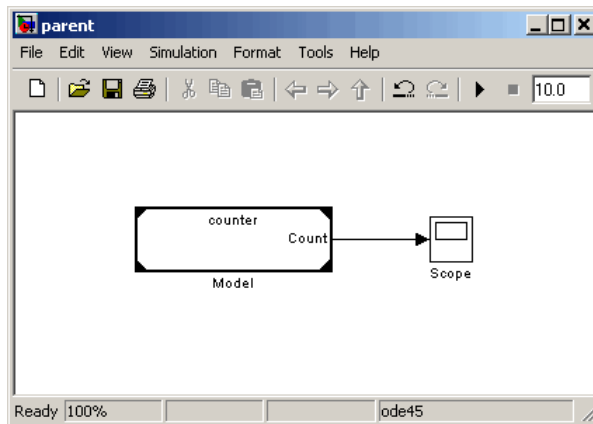 parent
File Edit View Simulation Format Tools Help
10.0
counter
Count
Model
Scope
Ready 100% ode45